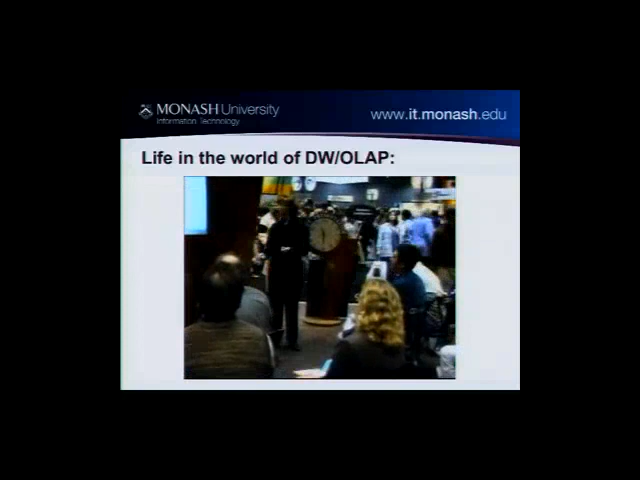 MONASH University
Information Technology
www.it.monash.edu
Life in the world of DW/OLAP: